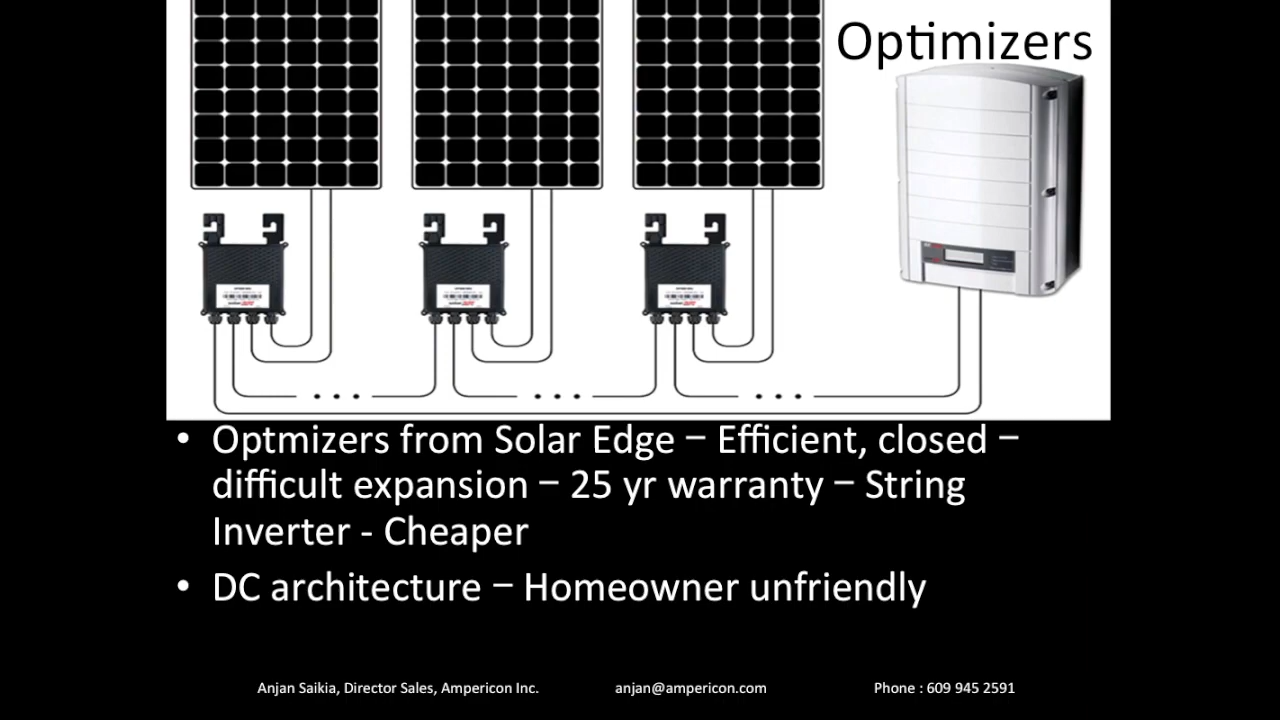 Optimizers
• Optmizers from Solar Edge – Efficient, closed –
difficult expansion – 25 yr warranty – String
Inverter - Cheaper
• DC architecture – Homeowner unfriendly
Anjan Saikia, Director Sales, Ampericon Inc. anjan@ampericon.com Phone : 609 945 2591